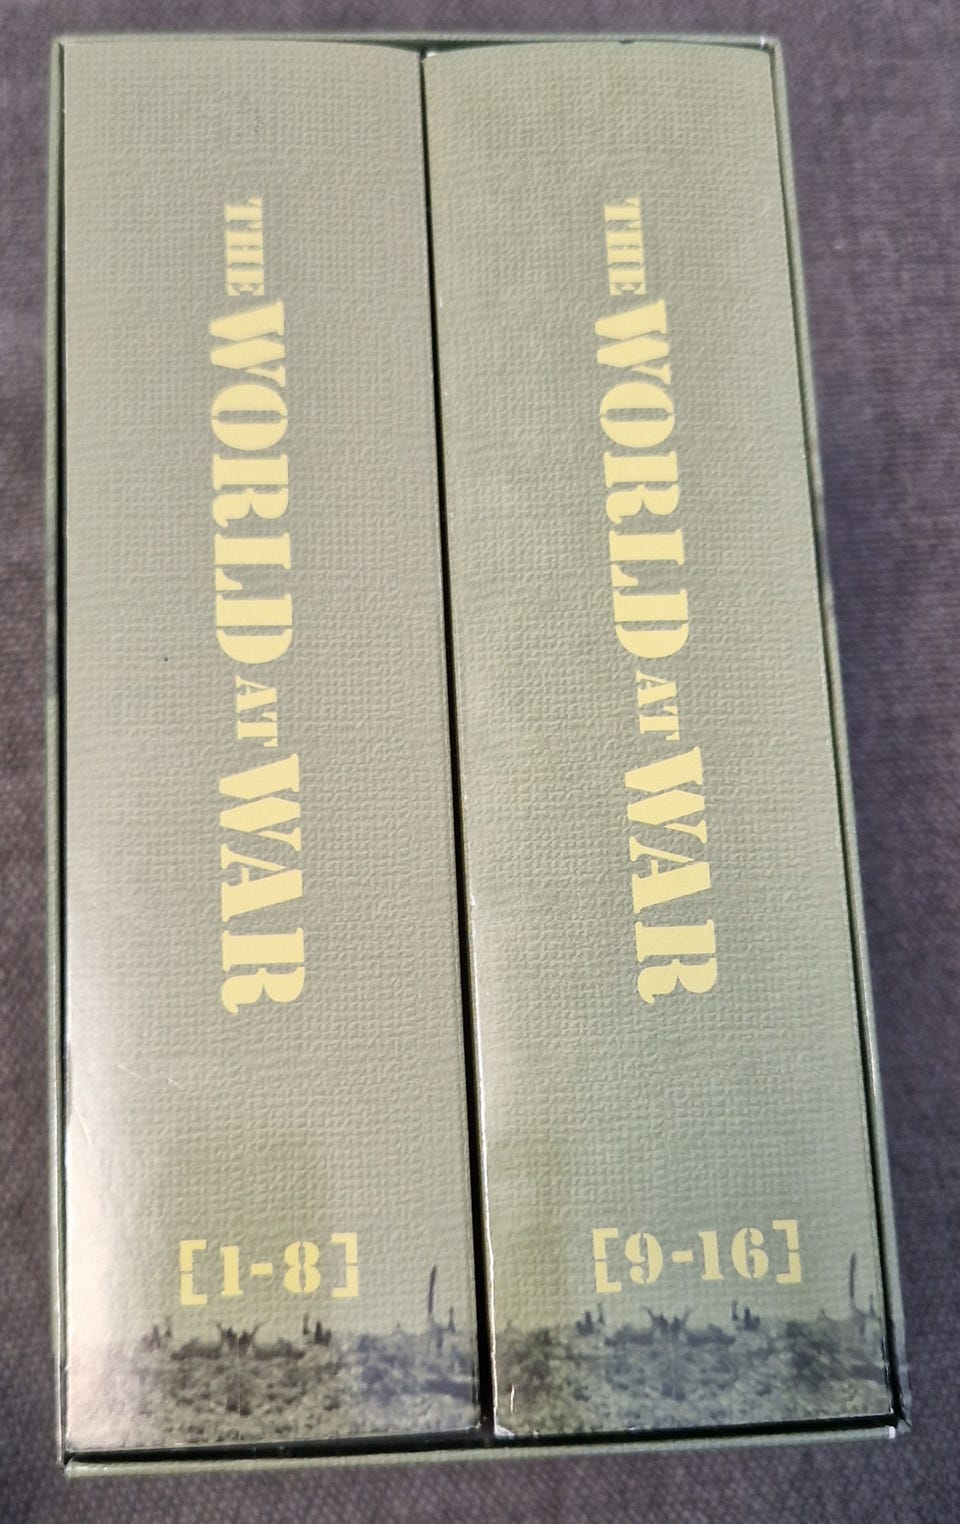 THE WORLD AT WAR
[1-8]
THE WORLD AT WAR
[9-16]